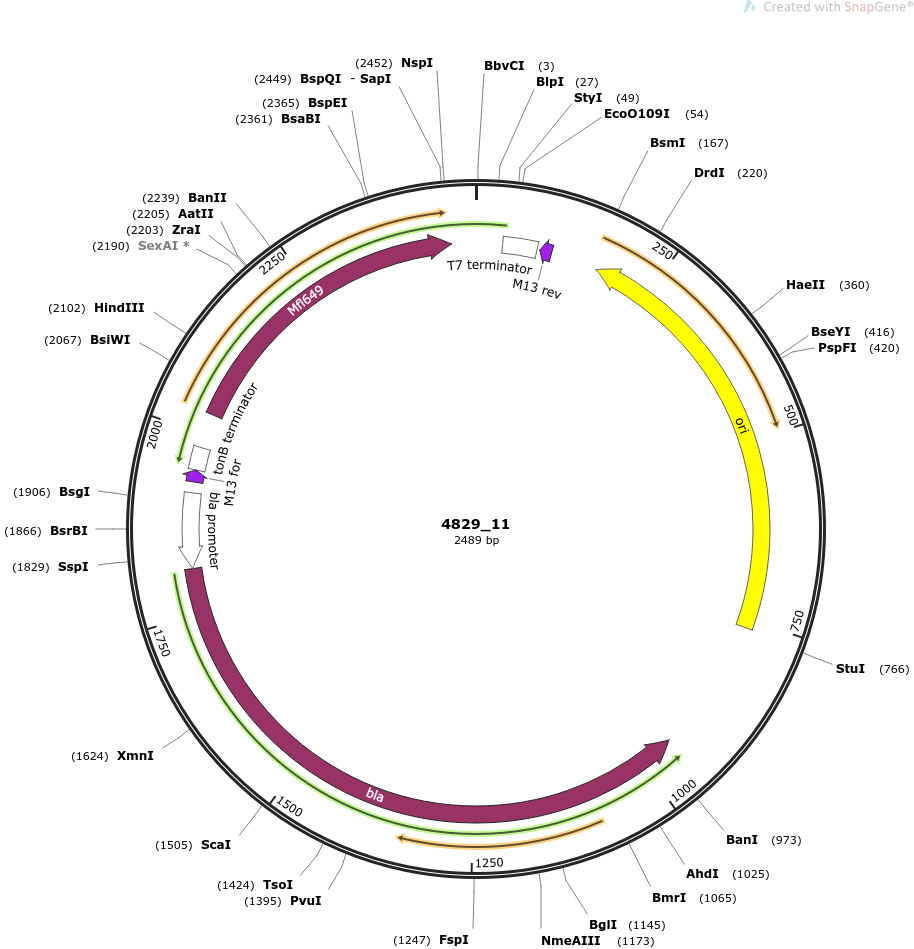 Created with SnapGene®
(2452) NspI
(2449) BspQI - SapI
(2365) BspEI
(2361) BsaBI
BbvCI (3)
BlpI (27)
StyI (49)
EcoO109I (54)
BsmI (167)
DrdI (220)
(2239) BanII
(2205) AatII
(2203) ZraI
(2190) SexAI *
(2102) HindIII
(2067) BsiWI
HaeII (360)
BseYI (416)
PspFI (420)
2250
250
Mfl649
T7 terminator
M13 rev
500
ori
2000
tonB terminator
M13 for
bla promoter
(1906) BsgI
(1866) BsrBI
(1829) SspI
4829_11
2489 bp
750
StuI (766)
1750
(1624) XmnI
bla
1500
1000
1250
(1505) ScaI
(1424) TsoI
(1395) PvuI
(1247) FspI
BanI (973)
AhdI (1025)
BmrI (1065)
BglI (1145)
NmeAIII (1173)